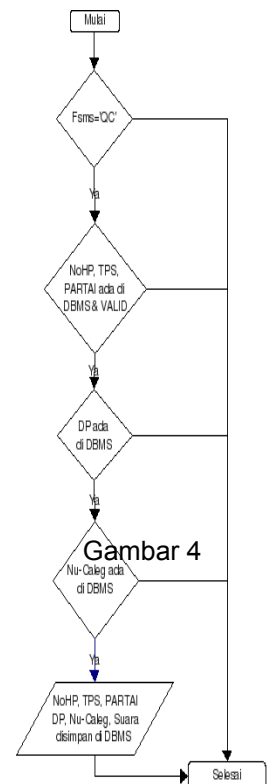 Mulai
Fsms='QC'
Ya
NoHP, TPS,
PARTAI ada di
DBMS & VALID
Ya
DP ada
di DBMS
Ya
Gambar 4
Nu-Caleg ada
di DBMS
Ya
NoHP, TPS, PARTAI
DP, Nu-Caleg, Suara
disimpan di DBMS
Selesai